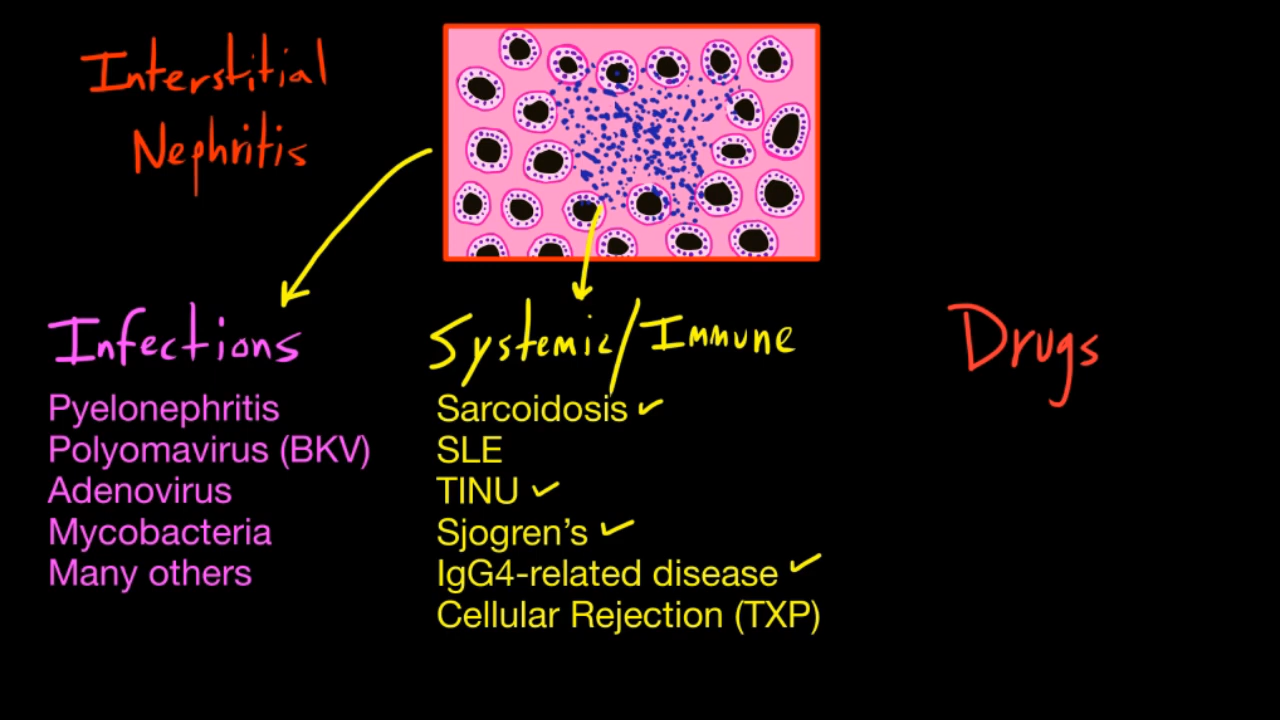 Interstitial
Nephritis
Infections
Pyelonephritis
Polyomavirus (BKV)
Adenovirus
Mycobacteria
Many others
Systemic/Immune
Sarcoidosis
SLE
TINU
Sjogren's
IgG4-related disease
Cellular Rejection (TXP)
Drugs